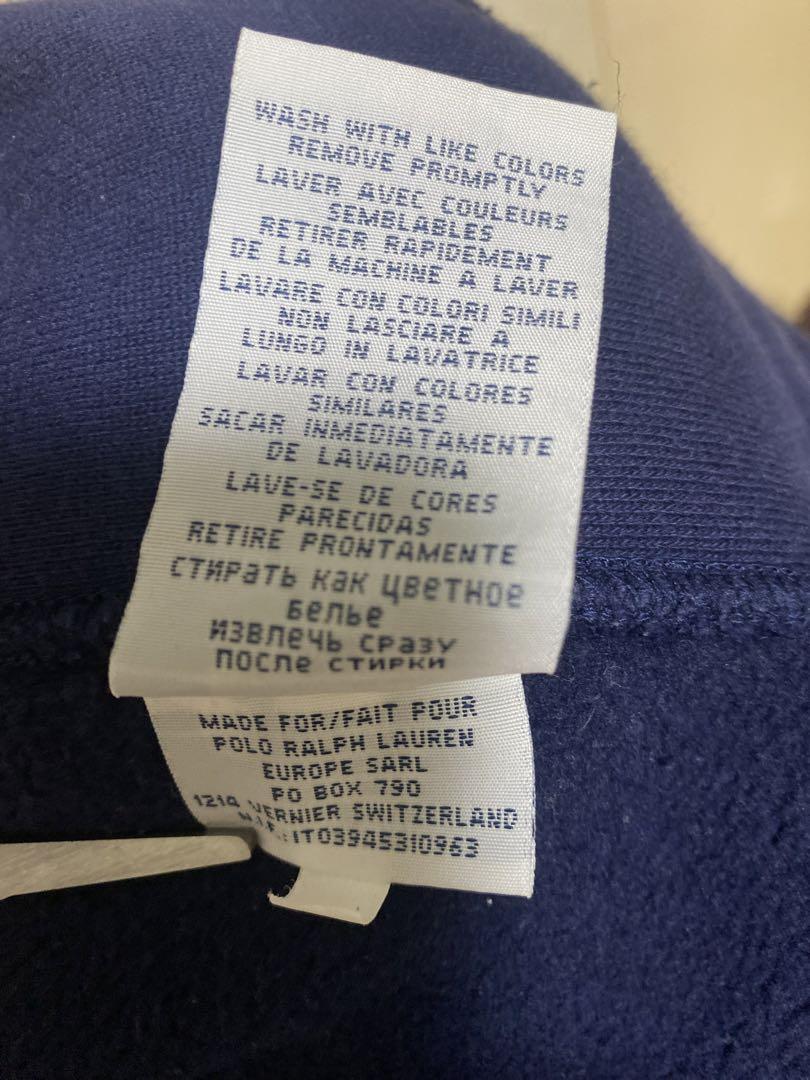 WASH WITH LIKE COLORS
REMOVE PROMPTLY
LAVER AVEC COULEURS
SEMBLABLES
RETIRER RAPIDEMENT
DE LA MACHINE A LAVER
LAVARE CON COLORI SIMILI
NON LASCIARE A
LUNGO IN LAVATRICE
LAVAR CON COLORES
SIMILARES
SACAR INMEDIATAMENTE
DE LAVADORA
LAVE-SE DE CORES
PARECIDAS
RETIRE PRONTAMENTE
стирать как цветное
белье
извлечь сразу
после стирки
MADE FOR/FAIT POUR
POLO RALPH LAUREN
EUROPE SARL
PO BOX 790
1214 VERNIER SWITZERLAND
N.I.F.:IT03945310963